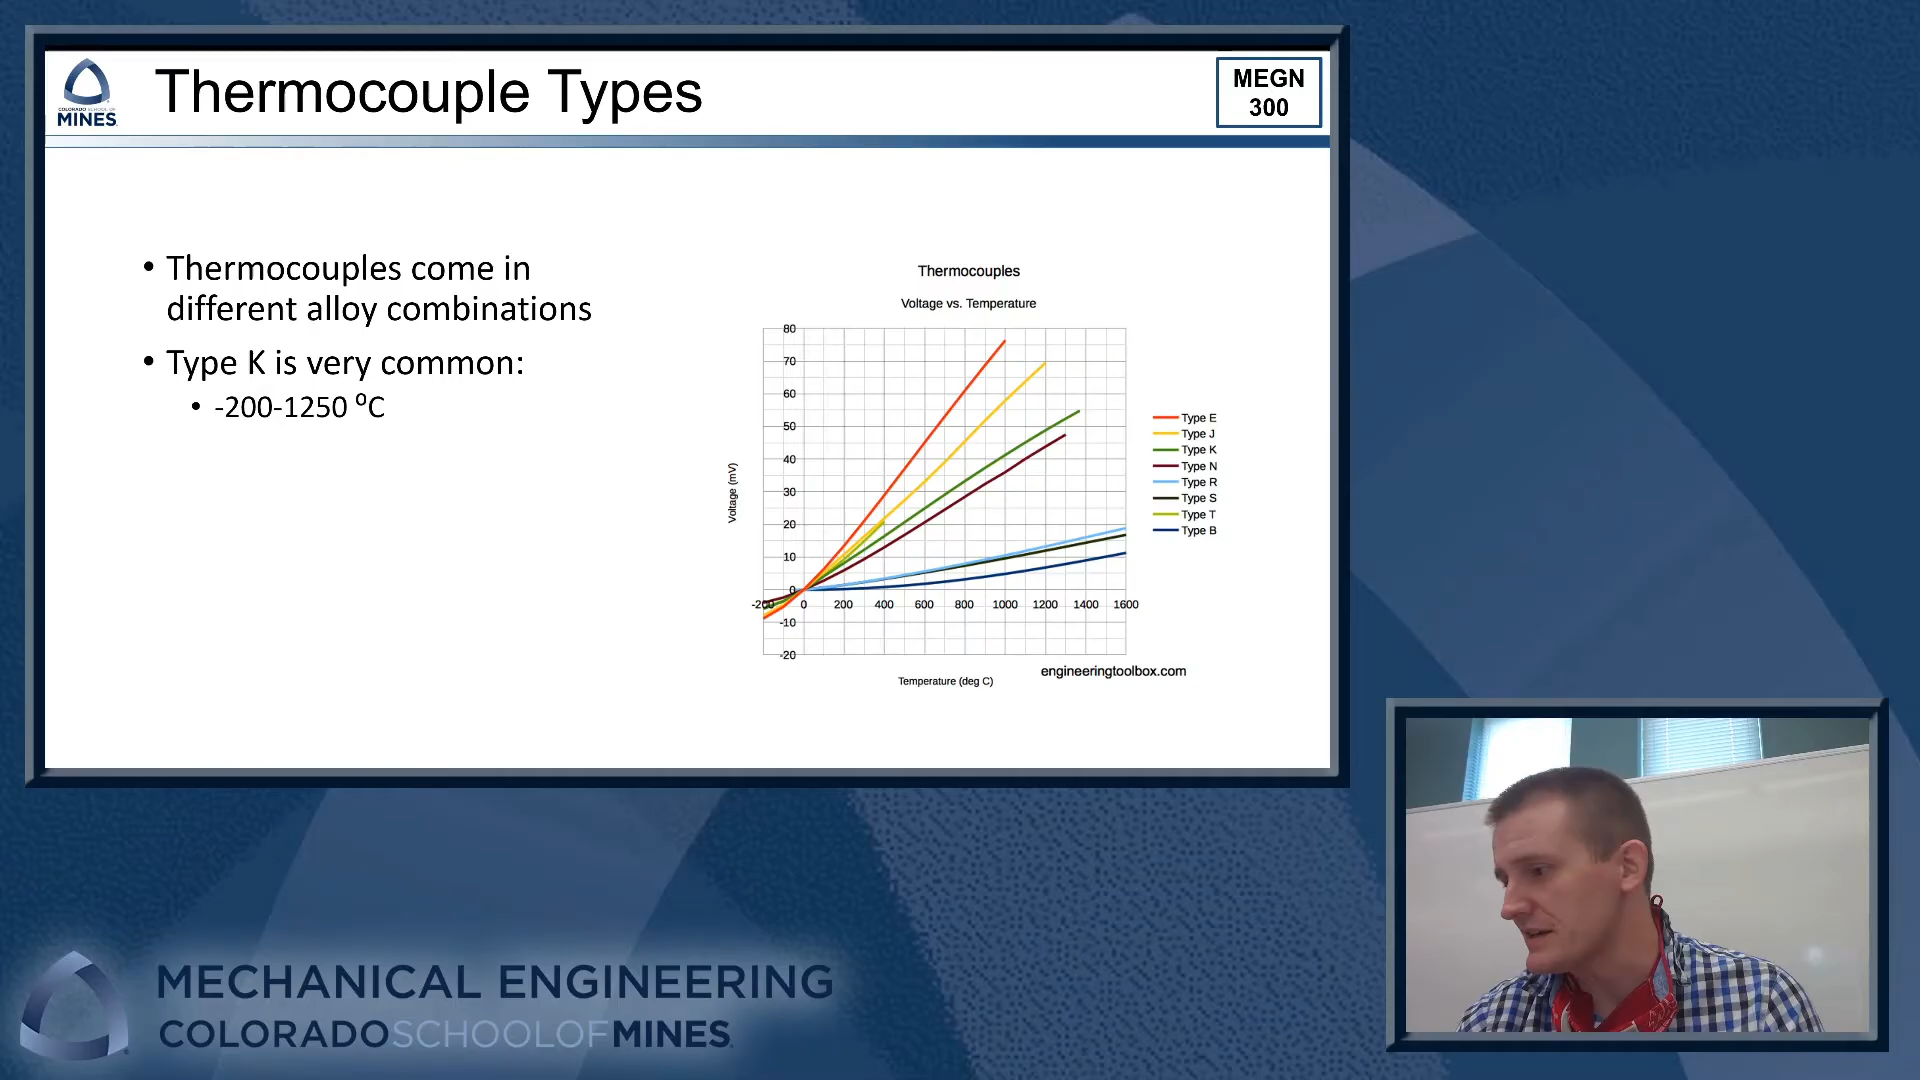 COLORADO SCHOOL OF
MINES
Thermocouple Types
MEGN
300
• Thermocouples come in
different alloy combinations
• Type K is very common:
• -200-1250 ⁰C
Thermocouples
Voltage vs. Temperature
80
70
60
50
40
30
20
10
0
-10
-20
-200 0 200 400 600 800 1000 1200 1400 1600
Voltage (mV)
Temperature (deg C)
Type E
Type J
Type K
Type N
Type R
Type S
Type T
Type B
engineeringtoolbox.com
MECHANICAL ENGINEERING
COLORADOSCHOOLOFMINES